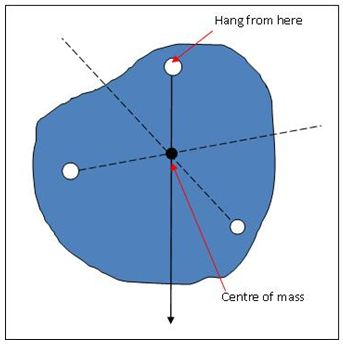 Hang from here
Centre of mass